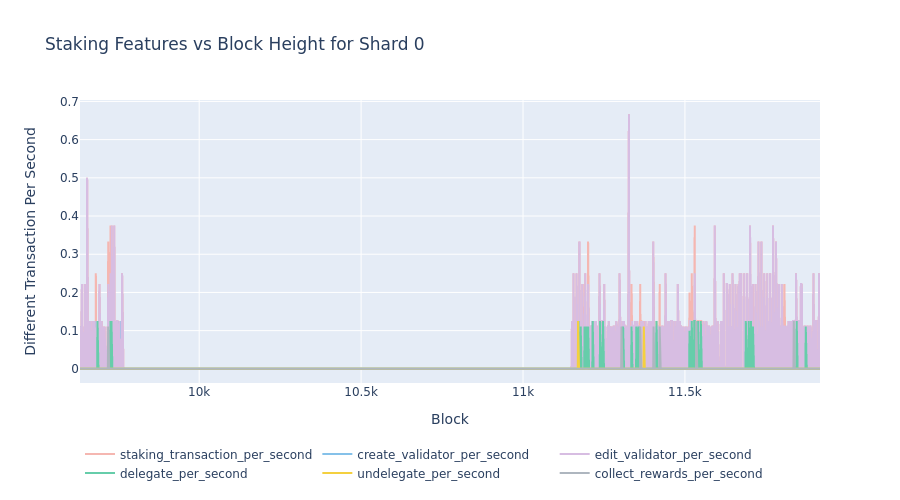 Staking Features vs Block Height for Shard 0
Different Transaction Per Second
0.7
0.6
0.5
0.4
0.3
0.2
0.1
0
10k
10.5k
11k
11.5k
Block
staking_transaction_per_second
create_validator_per_second
edit_validator_per_second
delegate_per_second
undelegate_per_second
collect_rewards_per_second